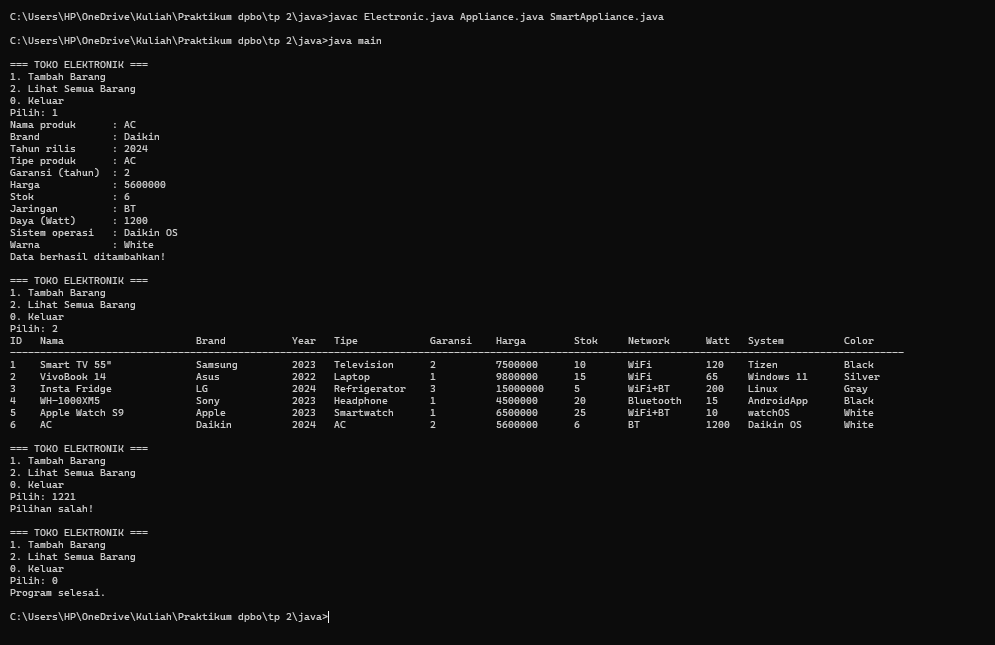 C:\Users\HP\OneDrive\Kuliah\Praktikum dpbo\tp 2\java>javac Electronic.java Appliance.java SmartAppliance.java
C:\Users\HP\OneDrive\Kuliah\Praktikum dpbo\tp 2\java>java main
=== TOKO ELEKTRONIK ===
1. Tambah Barang
2. Lihat Semua Barang
0. Keluar
Pilih: 1
Nama produk      : AC
Brand            : Daikin
Tahun rilis      : 2024
Tipe produk      : AC
Garansi (tahun)  : 2
Harga            : 5600000
Stok             : 6
Jaringan         : BT
Daya (Watt)      : 1200
Sistem operasi   : Daikin OS
Warna            : White
Data berhasil ditambahkan!
=== TOKO ELEKTRONIK ===
1. Tambah Barang
2. Lihat Semua Barang
0. Keluar
Pilih: 2
ID   Nama                      Brand           Year   Tipe            Garansi    Harga        Stok     Network      Watt   System          Color
1    Smart TV 55"              Samsung         2023   Television      2          7500000      10       WiFi         120    Tizen           Black
2    VivoBook 14               Asus            2022   Laptop          1          9800000      15       WiFi         65     Windows 11      Silver
3    Insta Fridge              LG              2024   Refrigerator    3          15000000     5        WiFi+BT      200    Linux           Gray
4    WH-1000XM5                Sony            2023   Headphone       1          4500000      20       Bluetooth    15     AndroidApp      Black
5    Apple Watch S9            Apple           2023   Smartwatch      1          6500000      25       WiFi+BT      10     watchOS         White
6    AC                        Daikin          2024   AC              2          5600000      6        BT           1200   Daikin OS       White
=== TOKO ELEKTRONIK ===
1. Tambah Barang
2. Lihat Semua Barang
0. Keluar
Pilih: 1221
Pilihan salah!
=== TOKO ELEKTRONIK ===
1. Tambah Barang
2. Lihat Semua Barang
0. Keluar
Pilih: 0
Program selesai.
C:\Users\HP\OneDrive\Kuliah\Praktikum dpbo\tp 2\java>